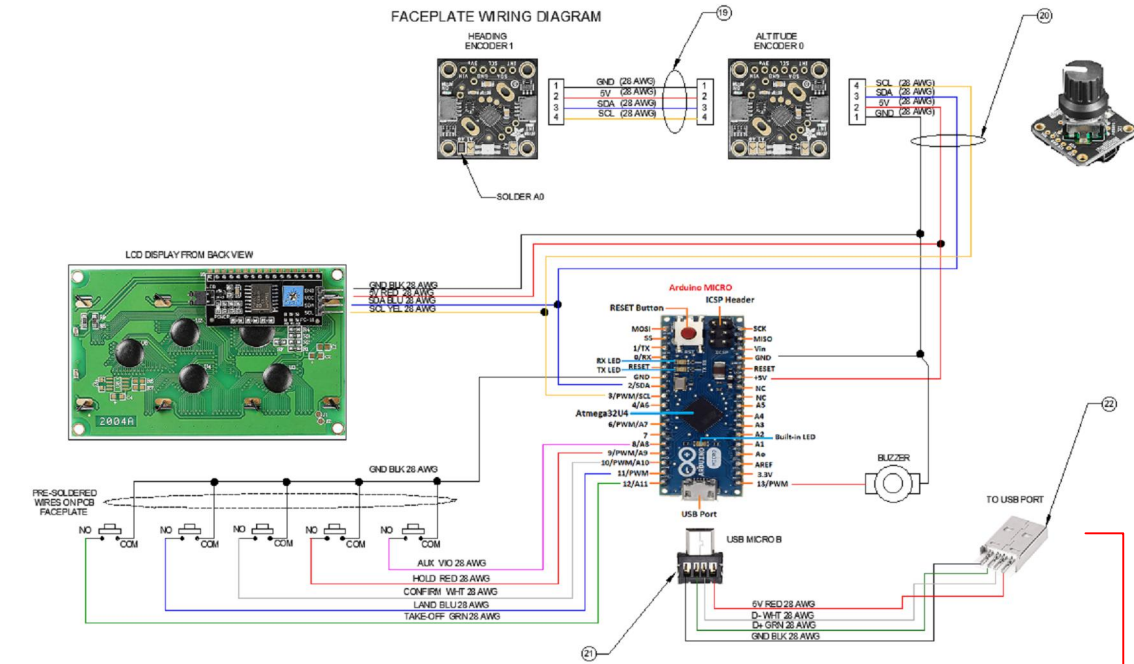 FACEPLATE WIRING DIAGRAM
19
20
HEADING
ENCODER 1
ALTITUDE
ENCODER 0
1
2
3
4
GND (28 AWG)
5V (28 AWG)
SDA (28 AWG)
SCL (28 AWG)
1
2
3
4
4
3
2
1
SCL (28 AWG)
SDA (28 AWG)
5V (28 AWG)
GND (28 AWG)
SOLDER A0
LCD DISPLAY FROM BACK VIEW
GND BLK 28 AWG
5V RED 28 AWG
SDA BLU 28 AWG
SCL YEL 28 AWG
GND
VCC
SDA
SCL
2004A
Arduino MICRO
RESET Button
ICSP Header
MOSI
SS
1/TX
0/RX
RX LED
RESET
TX LED
GND
2/SDA
3/PWM/SCL
4/A6
Atmega32U4
6/PWM/A7
7
8/A8
9/PWM/A9
10/PWM/A10
11/PWM
12/A11
SCK
MISO
Vin
GND
RESET
+5V
NC
NC
A5
A4
A3
A2
A1
Ao
AREF
3.3V
13/PWM
Built-in LED
USB Port
BUZZER
22
TO USB PORT
GND BLK 28 AWG
PRE-SOLDERED
WIRES ON PCB
FACEPLATE
NO
COM
NO
COM
NO
COM
NO
COM
NO
COM
AUX VIO 28 AWG
HOLD RED 28 AWG
CONFIRM WHT 28 AWG
LAND BLU 28 AWG
TAKE-OFF GRN 28 AWG
USB MICRO B
5V RED 28 AWG
D- WHT 28 AWG
D+ GRN 28 AWG
GND BLK 28 AWG
21